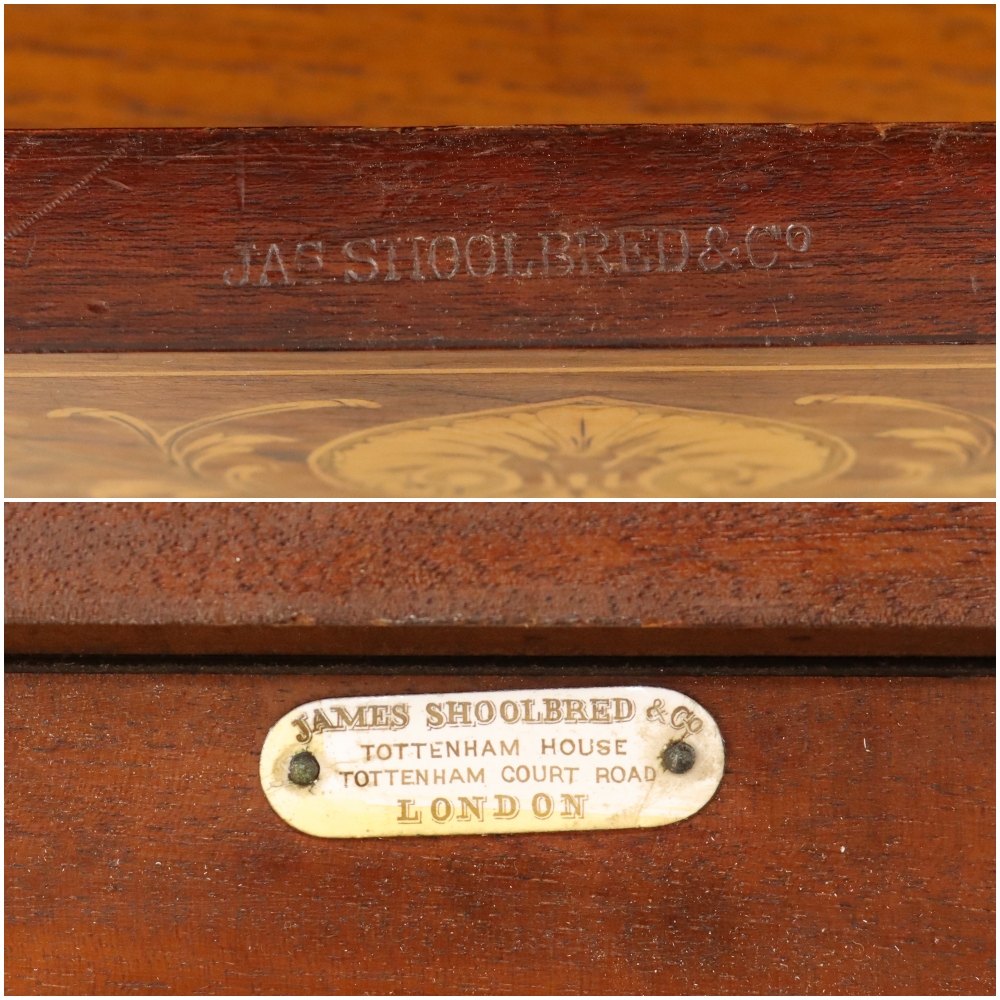 JAS SHOOLBRED & Co
JAMES SHOOLBRED & Co
TOTTENHAM HOUSE
TOTTENHAM COURT ROAD
LONDON